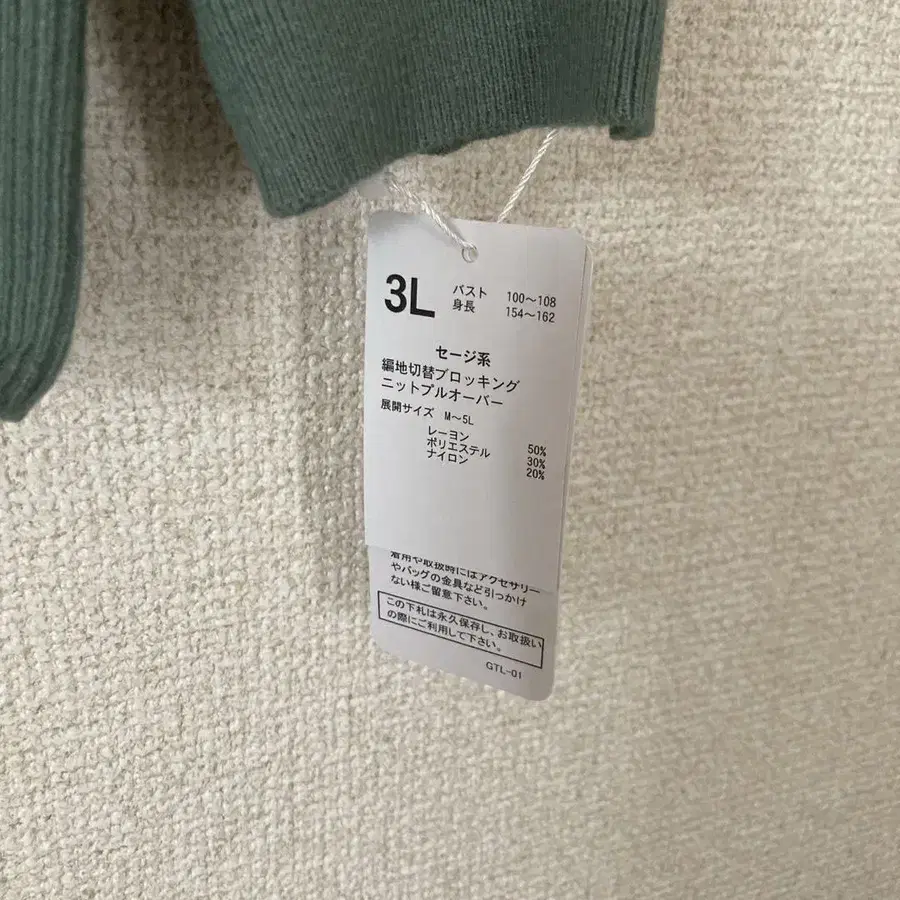 3L
バスト 100～108
身長 154～162
セージ系
編地切替ブロッキング
ニットプルオーバー
展開サイズ M～5L
レーヨン 50%
ポリエステル 30%
ナイロン 20%
着用や取扱時にはアクセサリー
やバッグの金具など引っかけ
ない様ご留意下さい。
この下札は永久保存し、お取扱い
の際にご利用して下さい。
GTL-01